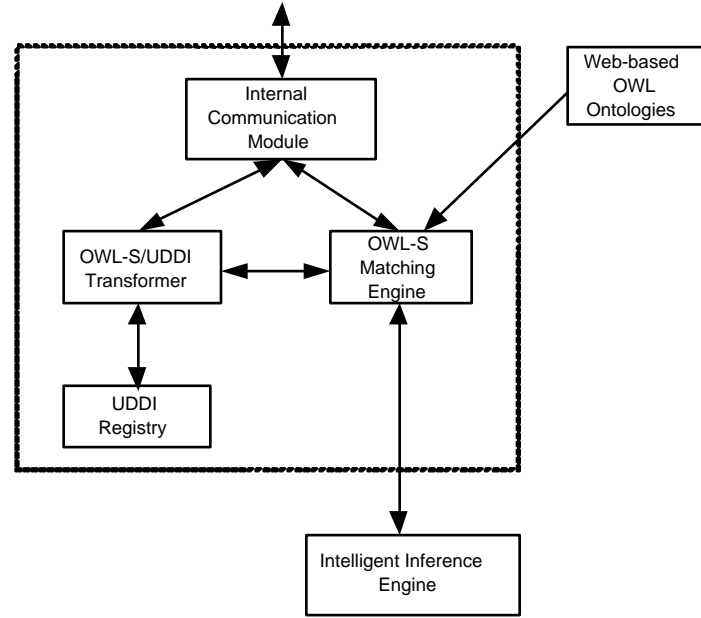 Internal
Communication
Module
Web-based
OWL
Ontologies
OWL-S/UDDI
Transformer
OWL-S
Matching
Engine
UDDI
Registry
Intelligent Inference
Engine